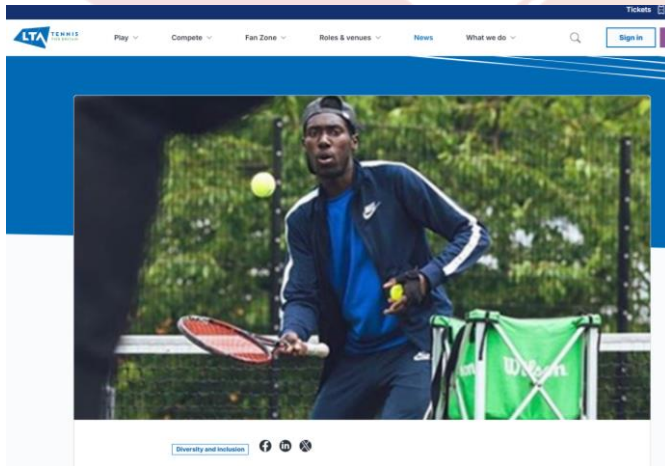 Tickets
LTA TENNIS
Play Compete Fan Zone Roles & venues News What we do Sign in
Wilson
Diversity and inclusion